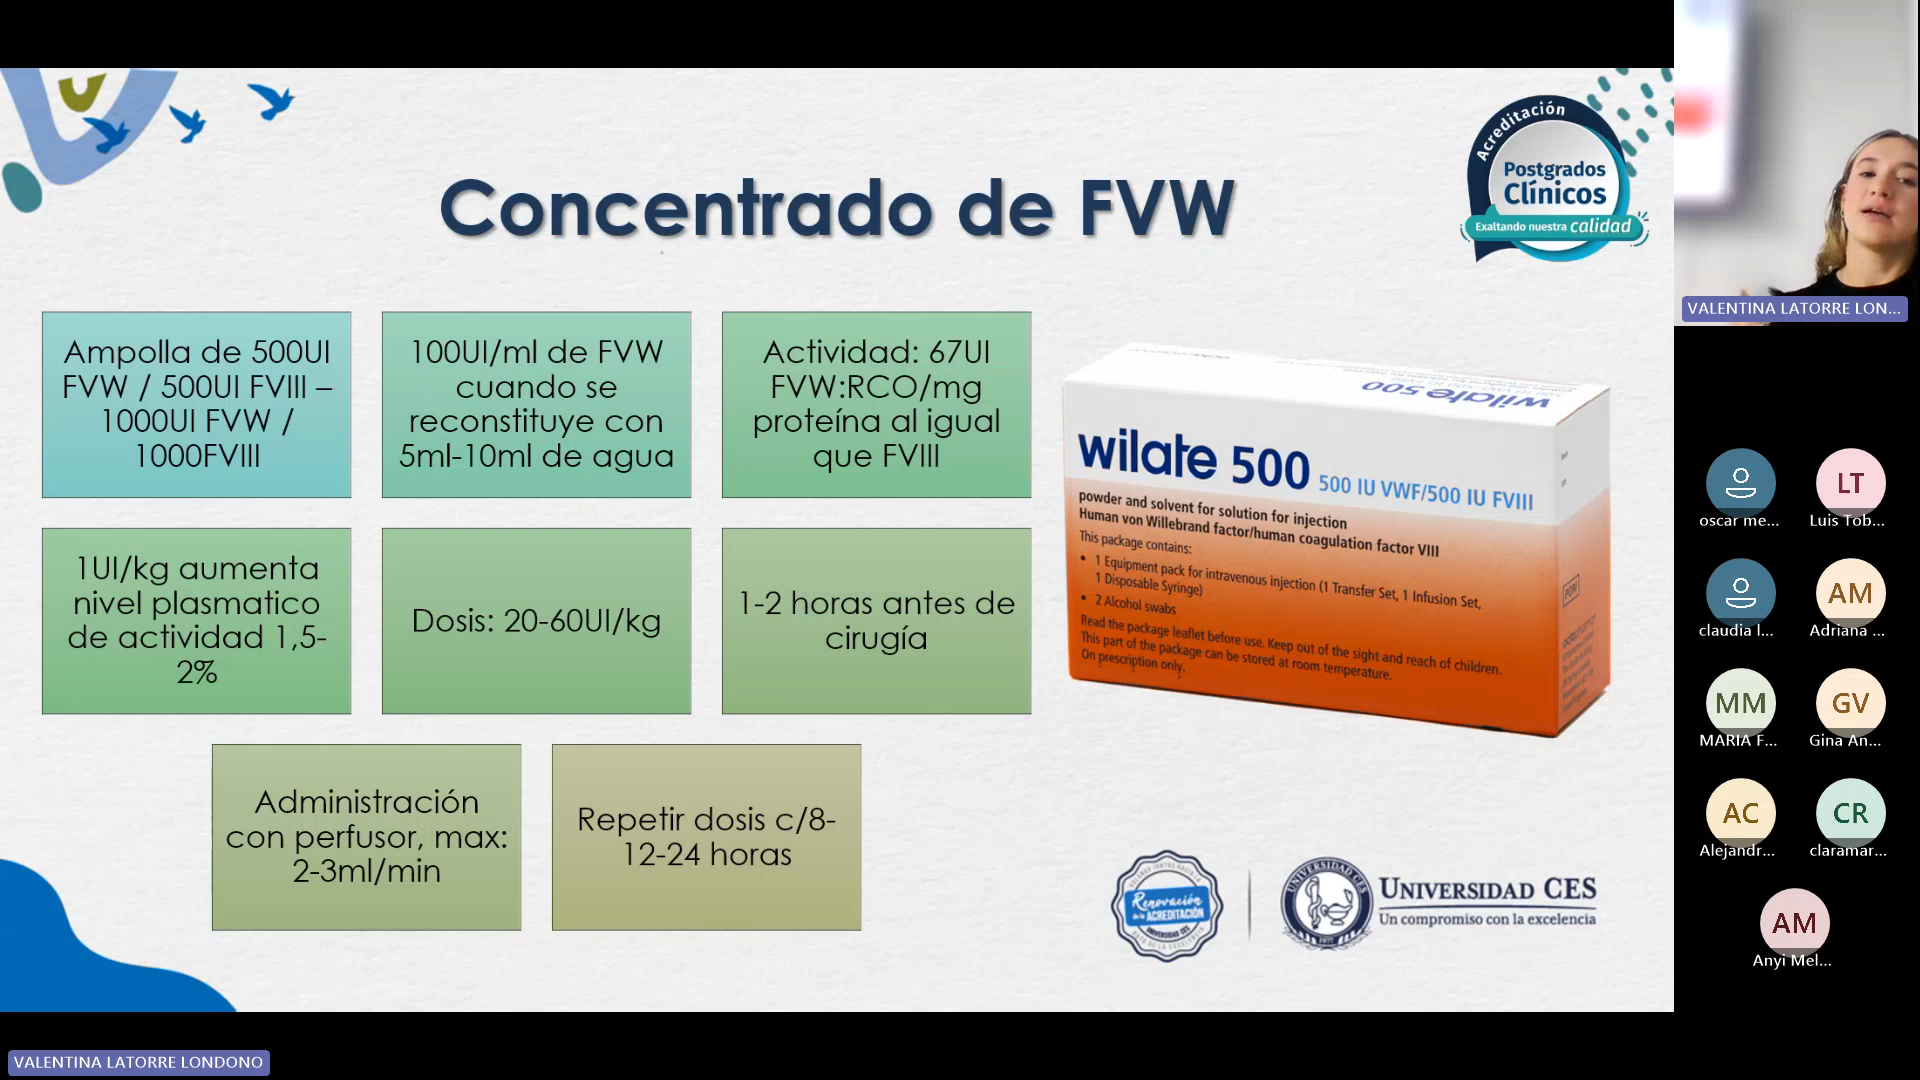 Acreditación
Postgrados
Clínicos
Exaltando nuestra calidad
Concentrado de FVW
Ampolla de 500UI
FVW / 500UI FVIII –
1000UI FVW /
1000FVIII
100UI/ml de FVW
cuando se
reconstituye con
5ml-10ml de agua
Actividad: 67UI
FVW:RCO/mg
proteína al igual
que FVIII
1UI/kg aumenta
nivel plasmatico
de actividad 1,5-
2%
Dosis: 20-60UI/kg
1-2 horas antes de
cirugía
Administración
con perfusor, max:
2-3ml/min
Repetir dosis c/8-
12-24 horas
wilate 500
wilate 500 500 IU VWF/500 IU FVIII
powder and solvent for solution for injection
Human von Willebrand factor/human coagulation factor VIII
This package contains:
• 1 Equipment pack for intravenous injection (1 Transfer Set, 1 Infusion Set,
1 Disposable Syringe)
• 2 Alcohol swabs
Read the package leaflet before use. Keep out of the sight and reach of children.
This part of the package can be stored at room temperature.
On prescription only.
POM
Renovación
de la ACREDITACIÓN
UNIVERSIDAD CES
UNIVERSIDAD CES
Un compromiso con la excelencia
VALENTINA LATORRE LON...
oscar me...
LT
Luis Tob...
claudia l...
AM
Adriana ...
MM
MARIA F...
GV
Gina An...
AC
Alejandr...
CR
claramar...
AM
Anyi Mel...
VALENTINA LATORRE LONDONO